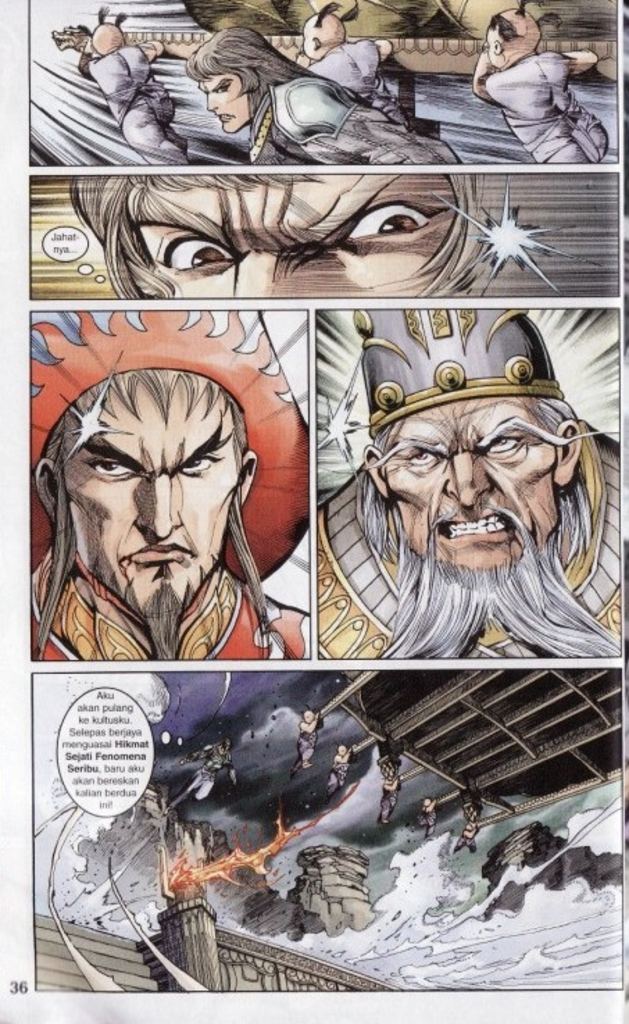 Jahat-
nya...
Aku
akan pulang
ke kultusku.
Selepas berjaya
menguasai Hikmat
Sejati Fenomena
Seribu, baru aku
akan bereskan
kalian berdua
ini!
36